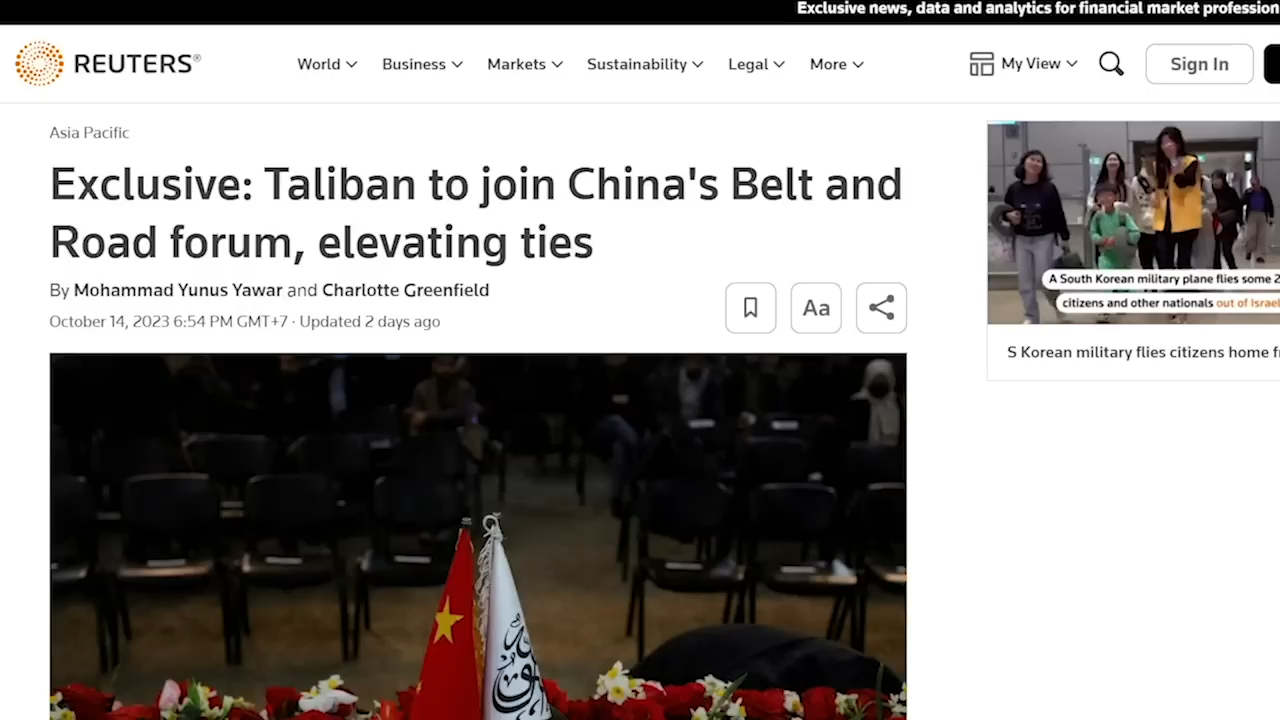 Exclusive news, data and analytics for financial market profession
REUTERS®
World
Business
Markets
Sustainability
Legal
More
My View
Sign In
Asia Pacific
Exclusive: Taliban to join China's Belt and
Road forum, elevating ties
By Mohammad Yunus Yawar and Charlotte Greenfield
October 14, 2023 6:54 PM GMT+7 · Updated 2 days ago
Aa
A South Korean military plane flies some 2
citizens and other nationals out of Israel
S Korean military flies citizens home f